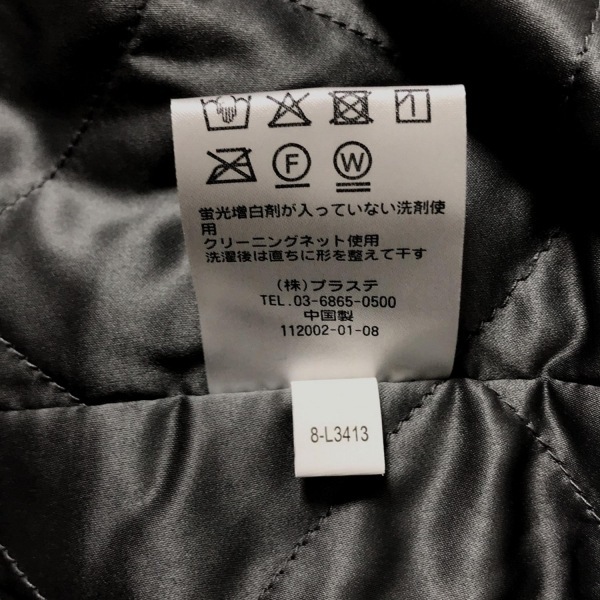 F W
蛍光増白剤が入っていない洗剤使
用
クリーニングネット使用
洗濯後は直ちに形を整えて干す
(株)プラステ
TEL.03-6865-0500
中国製
112002-01-08
8-L3413